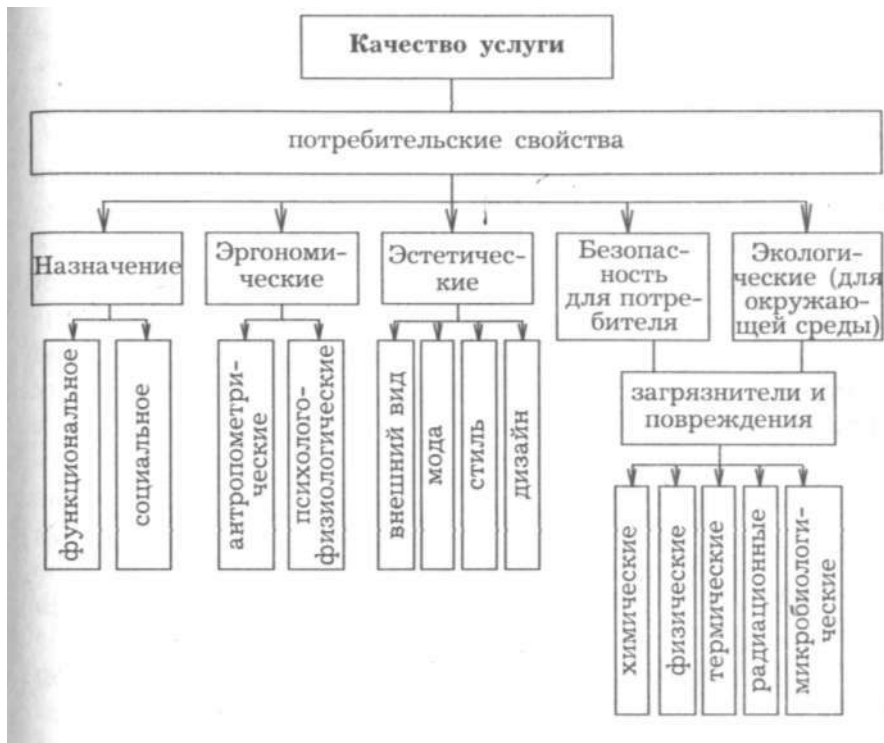 Качество услуги
потребительские свойства
Назначение
Эргономи-
ческие
Эстетичес-
кие
Безопас-
ность
для потре-
бителя
Экологи-
ческие (для
окружаю-
щей среды)
функциональное
социальное
антропометри-
ческие
психолого-
физиологические
внешний вид
мода
стиль
дизайн
загрязнители и
повреждения
химические
физические
термические
радиационные
микробиологи-
ческие